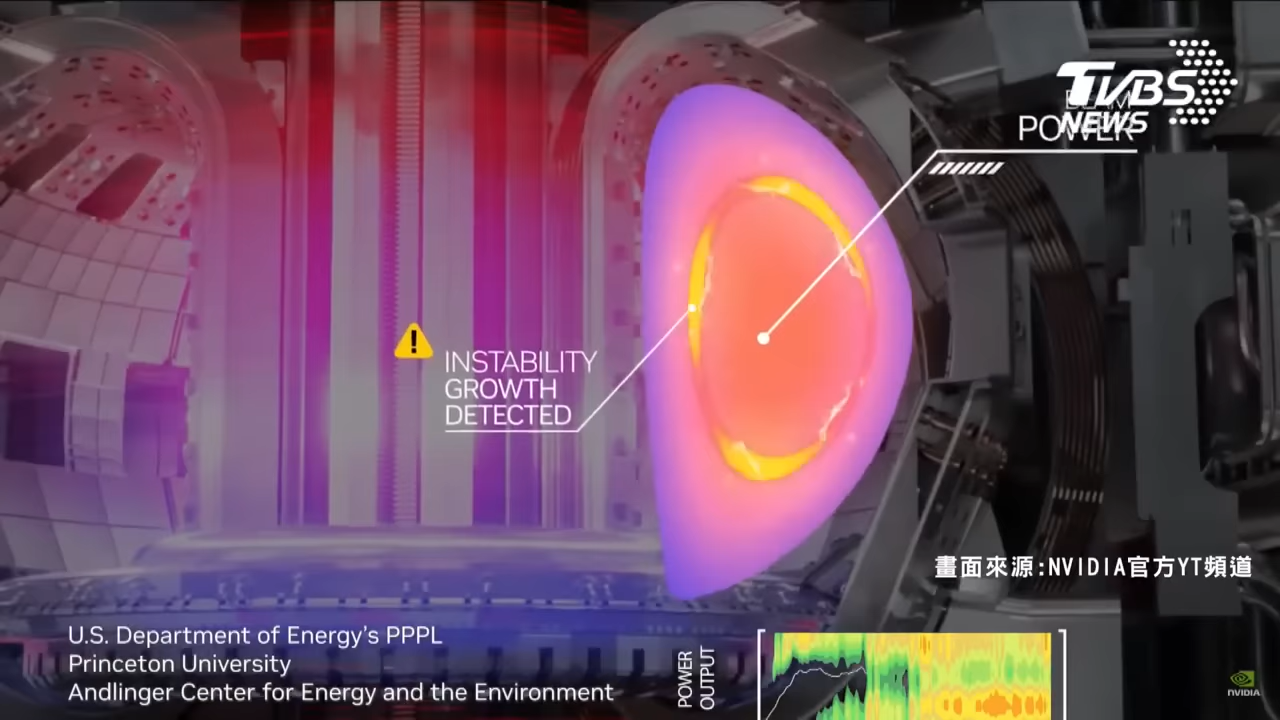 TVBS
NEWS
BEAM
POWER
INSTABILITY
GROWTH
DETECTED
畫面來源:NVIDIA官方YT頻道
U.S. Department of Energy's PPPL
Princeton University
Andlinger Center for Energy and the Environment
POWER
OUTPUT
NVIDIA